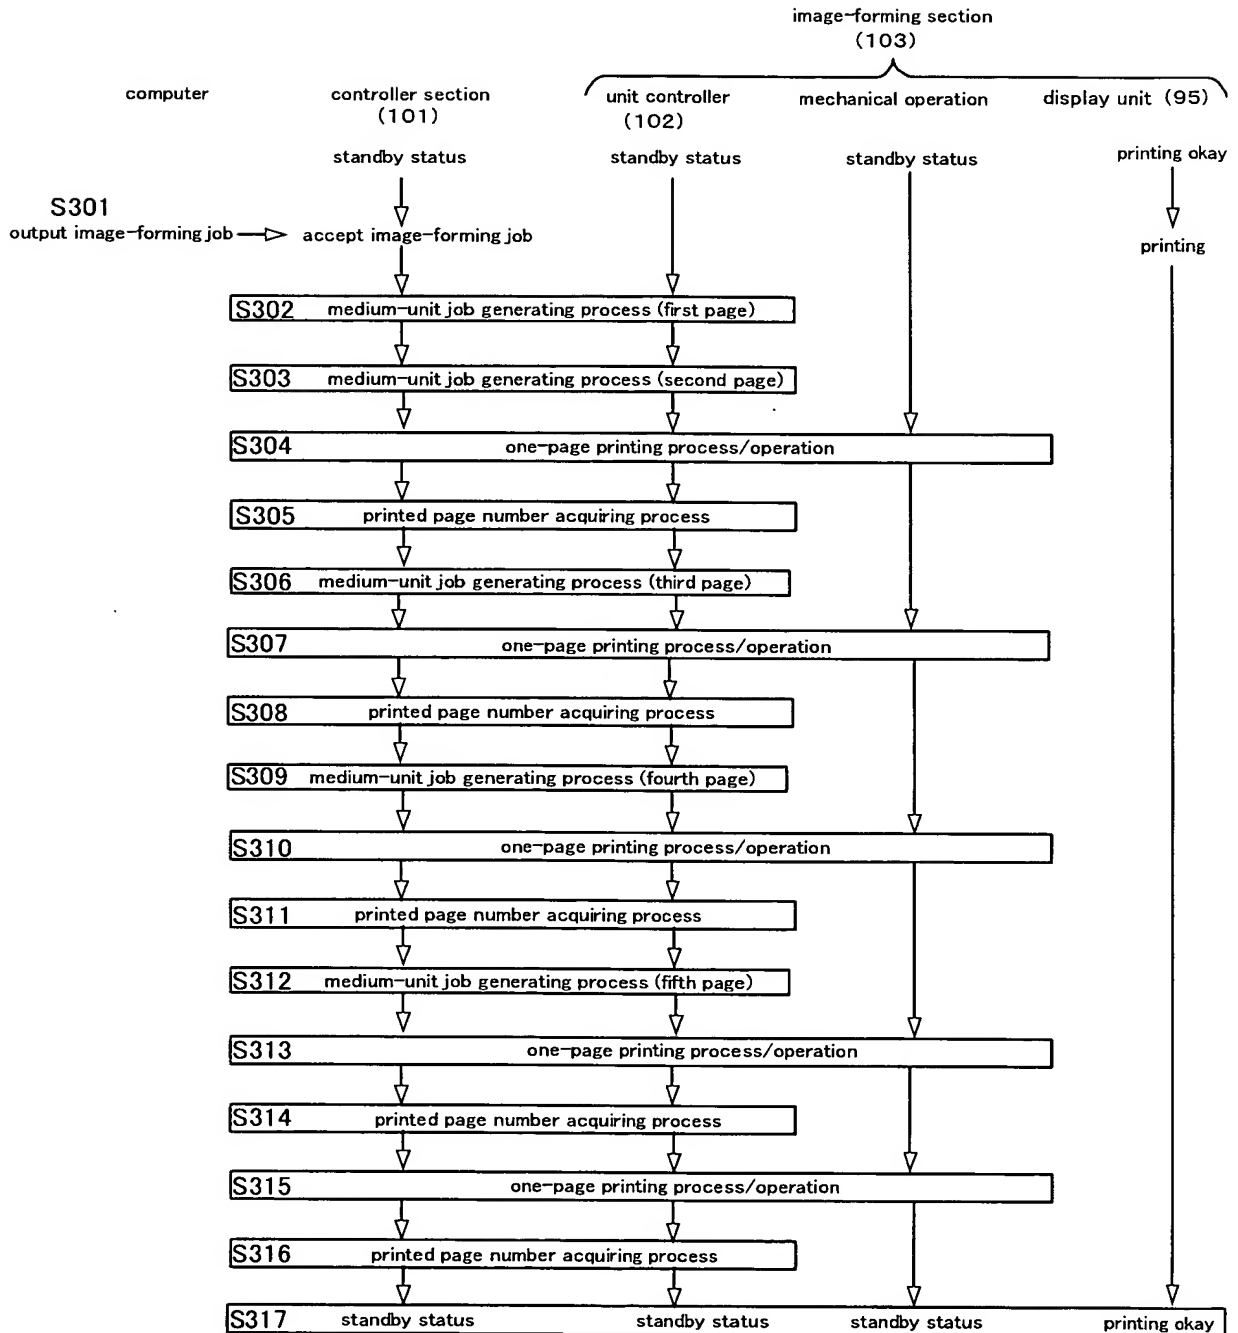 image-forming section
(103)
computer
controller section
(101)
unit controller
(102)
mechanical operation
display unit (95)
standby status
standby status
standby status
printing okay
S301
output image-forming job
accept image-forming job
printing
S302 medium-unit job generating process (first page)
S303 medium-unit job generating process (second page)
S304 one-page printing process/operation
S305 printed page number acquiring process
S306 medium-unit job generating process (third page)
S307 one-page printing process/operation
S308 printed page number acquiring process
S309 medium-unit job generating process (fourth page)
S310 one-page printing process/operation
S311 printed page number acquiring process
S312 medium-unit job generating process (fifth page)
S313 one-page printing process/operation
S314 printed page number acquiring process
S315 one-page printing process/operation
S316 printed page number acquiring process
S317 standby status standby status standby status printing okay